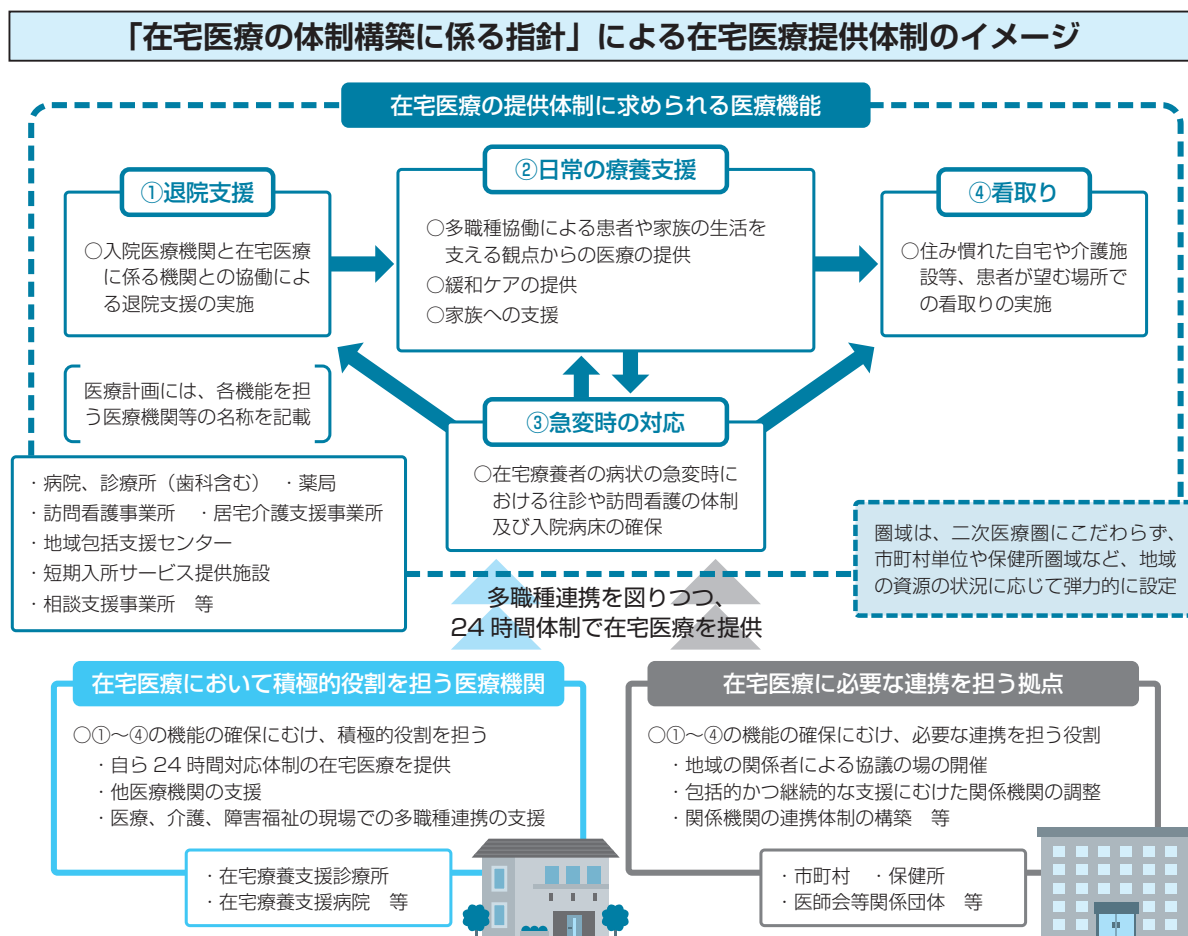 「在宅医療の体制構築に係る指針」による在宅医療提供体制のイメージ
在宅医療の提供体制に求められる医療機能
①退院支援
○入院医療機関と在宅医療
に係る機関との協働によ
る退院支援の実施
②日常の療養支援
○多職種協働による患者や家族の生活を
支える観点からの医療の提供
○緩和ケアの提供
○家族への支援
④看取り
○住み慣れた自宅や介護施
設等、患者が望む場所で
の看取りの実施
医療計画には、各機能を担
う医療機関等の名称を記載
③急変時の対応
○在宅療養者の病状の急変時に
おける往診や訪問看護の体制
及び入院病床の確保
・病院、診療所（歯科含む）　・薬局
・訪問看護事業所　・居宅介護支援事業所
・地域包括支援センター
・短期入所サービス提供施設
・相談支援事業所　等
圏域は、二次医療圏にこだわらず、
市町村単位や保健所圏域など、地域
の資源の状況に応じて弾力的に設定
多職種連携を図りつつ、
24 時間体制で在宅医療を提供
在宅医療において積極的役割を担う医療機関
○①～④の機能の確保にむけ、積極的役割を担う
・自ら 24 時間対応体制の在宅医療を提供
・他医療機関の支援
・医療、介護、障害福祉の現場での多職種連携の支援
・在宅療養支援診療所
・在宅療養支援病院　等
在宅医療に必要な連携を担う拠点
○①～④の機能の確保にむけ、必要な連携を担う役割
・地域の関係者による協議の場の開催
・包括的かつ継続的な支援にむけた関係機関の調整
・関係機関の連携体制の構築　等
・市町村　・保健所
・医師会等関係団体　等